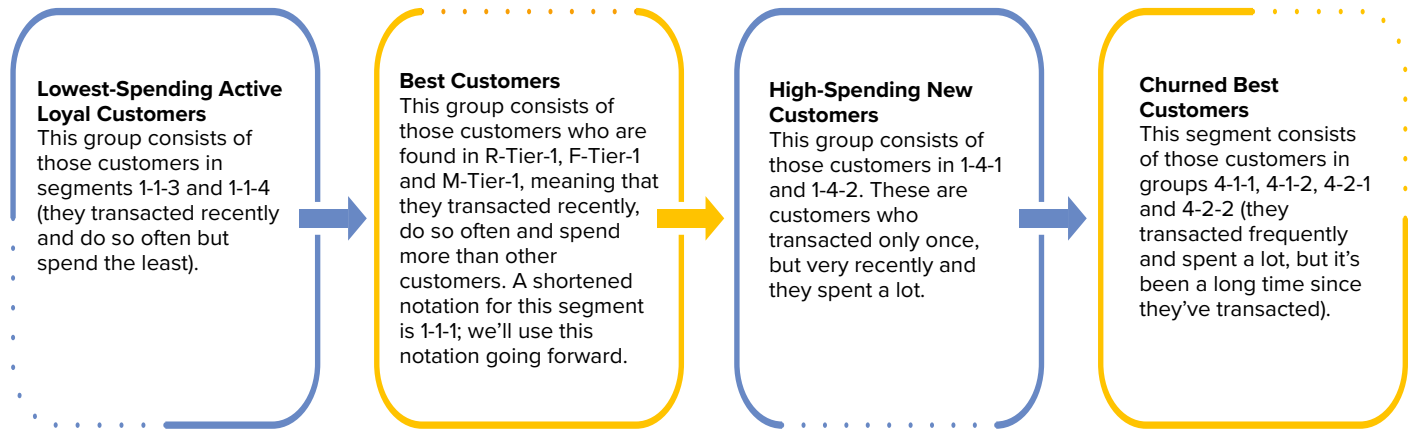 Lowest-Spending Active
Loyal Customers
This group consists of
those customers in
segments 1-1-3 and 1-1-4
(they transacted recently
and do so often but
spend the least).
Best Customers
This group consists of
those customers who are
found in R-Tier-1, F-Tier-1
and M-Tier-1, meaning that
they transacted recently,
do so often and spend
more than other
customers. A shortened
notation for this segment
is 1-1-1; we’ll use this
notation going forward.
High-Spending New
Customers
This group consists of
those customers in 1-4-1
and 1-4-2. These are
customers who
transacted only once,
but very recently and
they spent a lot.
Churned Best
Customers
This segment consists
of those customers in
groups 4-1-1, 4-1-2, 4-2-1
and 4-2-2 (they
transacted frequently
and spent a lot, but it’s
been a long time since
they’ve transacted).